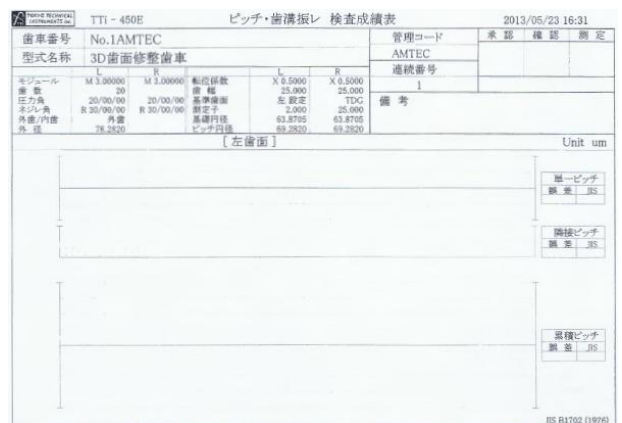 TOKYO TECHNICAL INSTRUMENTS Inc. TTi - 450E ピッチ・歯溝振レ 検査成績表 2013/05/23 16:31
歯車番号 No.1AMTEC 管理コード 承認 確認 測定
型式名称 3D歯面修整歯車 AMTEC
連続番号
L R L R 1
モジュール M 3.00000 M 3.00000 転位係数 X 0.5000 X 0.5000 備 考
歯 数 20 歯 幅 25.000 25.000
圧力角 20/00/00 20/00/00 基準歯面 左 設定 TDG
ネジレ角 R 30/00/00 R 30/00/00 測定子 2.000 25.000
外歯/内歯 外歯 基礎円径 63.8705 63.8705
外 径 78.2820 ピッチ円径 69.2820 69.2820
[ 左歯面 ] Unit um
単一ピッチ
誤 差 JIS
隣接ピッチ
誤 差 JIS
累積ピッチ
誤 差 JIS
JIS B1702 (1976)